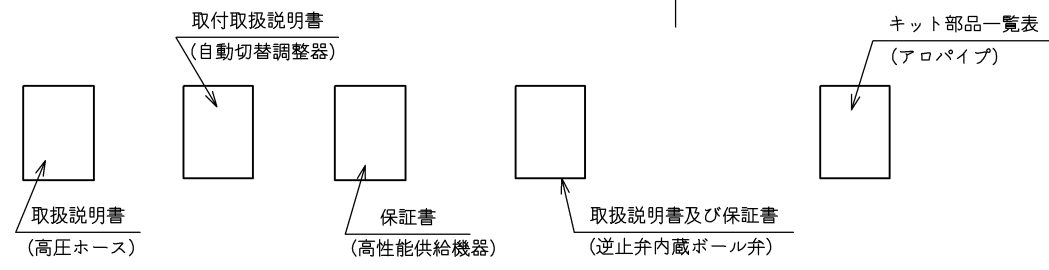 取付取扱説明書
(自動切替調整器)
キット部品一覧表
(アロパイプ)
取扱説明書
(高圧ホース)
保証書
(高性能供給機器)
取扱説明書及び保証書
(逆止弁内蔵ボール弁)